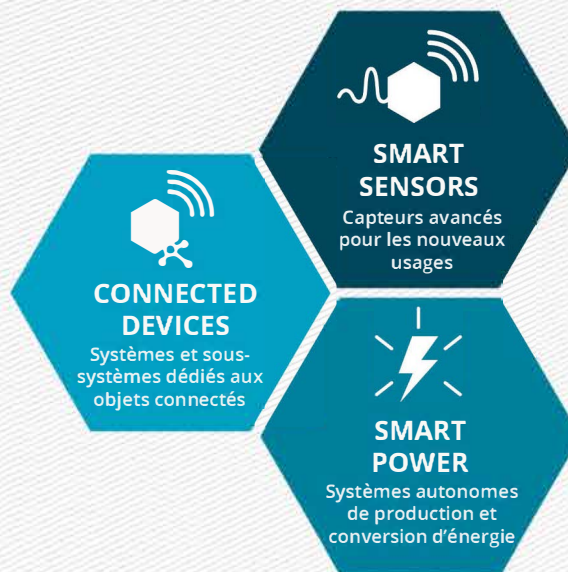 SMART
SENSORS
Capteurs avancés
pour les nouveaux
usages
CONNECTED
DEVICES
Systèmes et sous-
systèmes dédiés aux
objets connectés
SMART
POWER
Systèmes autonomes
de production et
conversion d’énergie